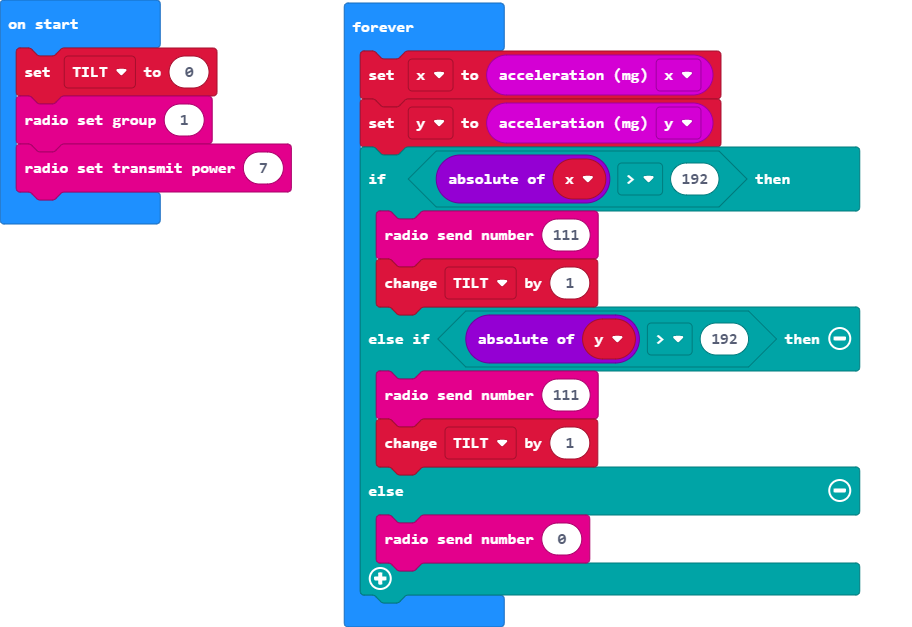 on start
set TILT to 0
radio set group 1
radio set transmit power 7
forever
set x to acceleration (mg) x
set y to acceleration (mg) y
if absolute of x > 192 then
radio send number 111
change TILT by 1
else if absolute of y > 192 then
radio send number 111
change TILT by 1
else
radio send number 0